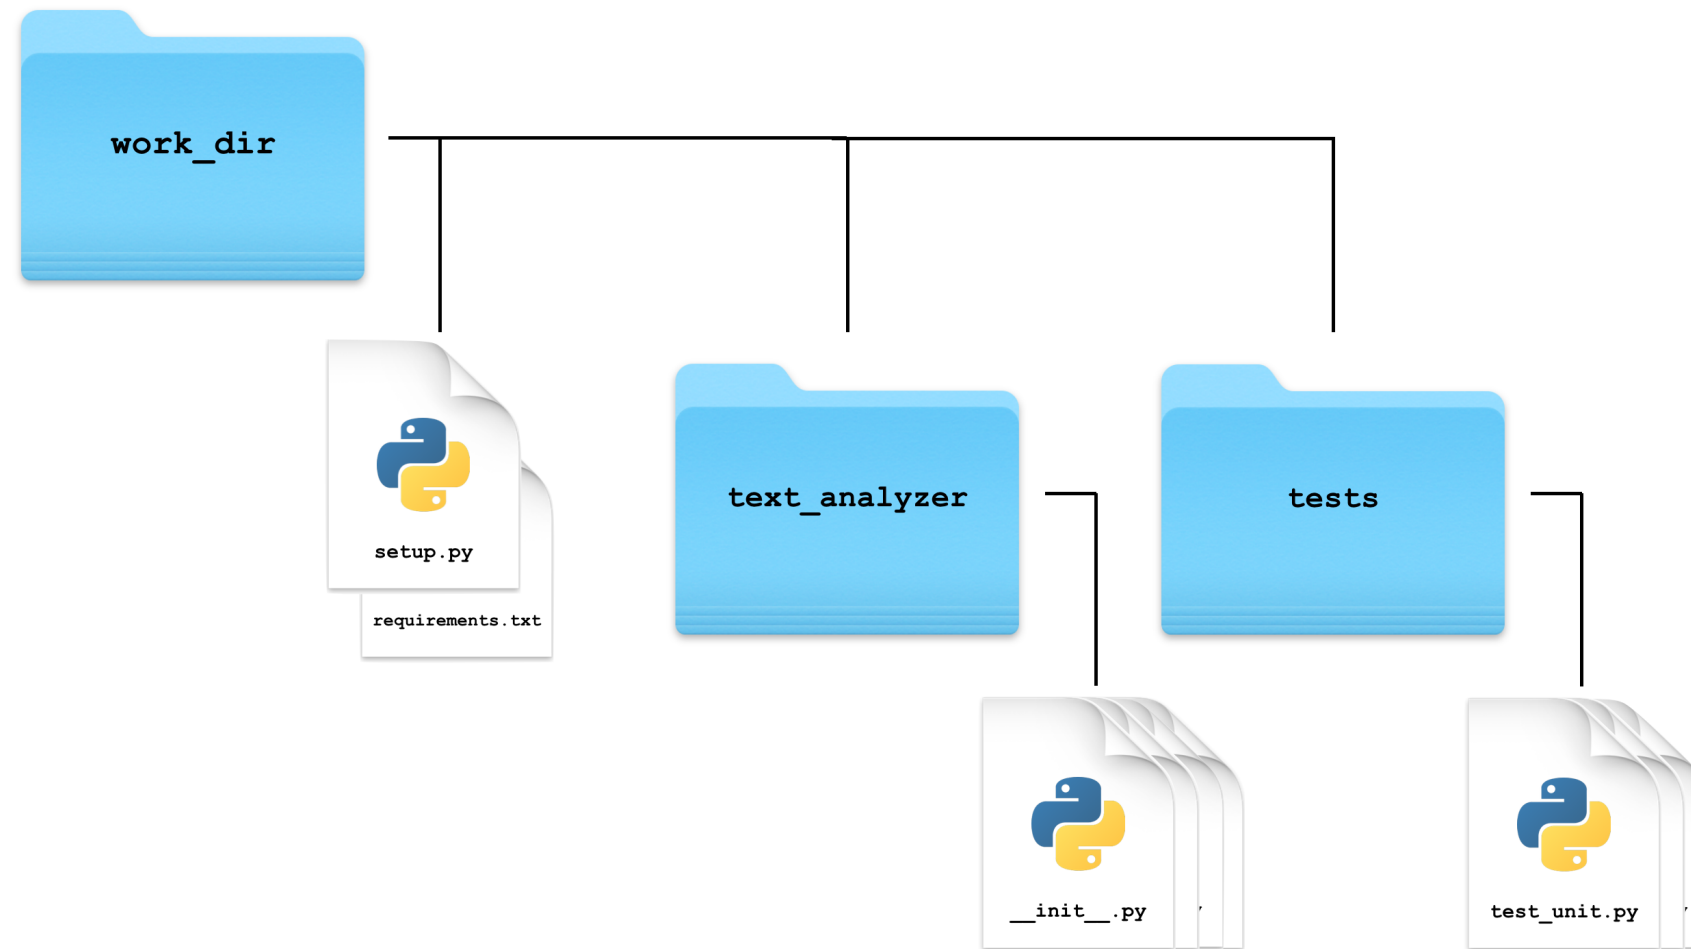 work_dir
setup.py
requirements.txt
text_analyzer
tests
__init__.py
test_unit.py